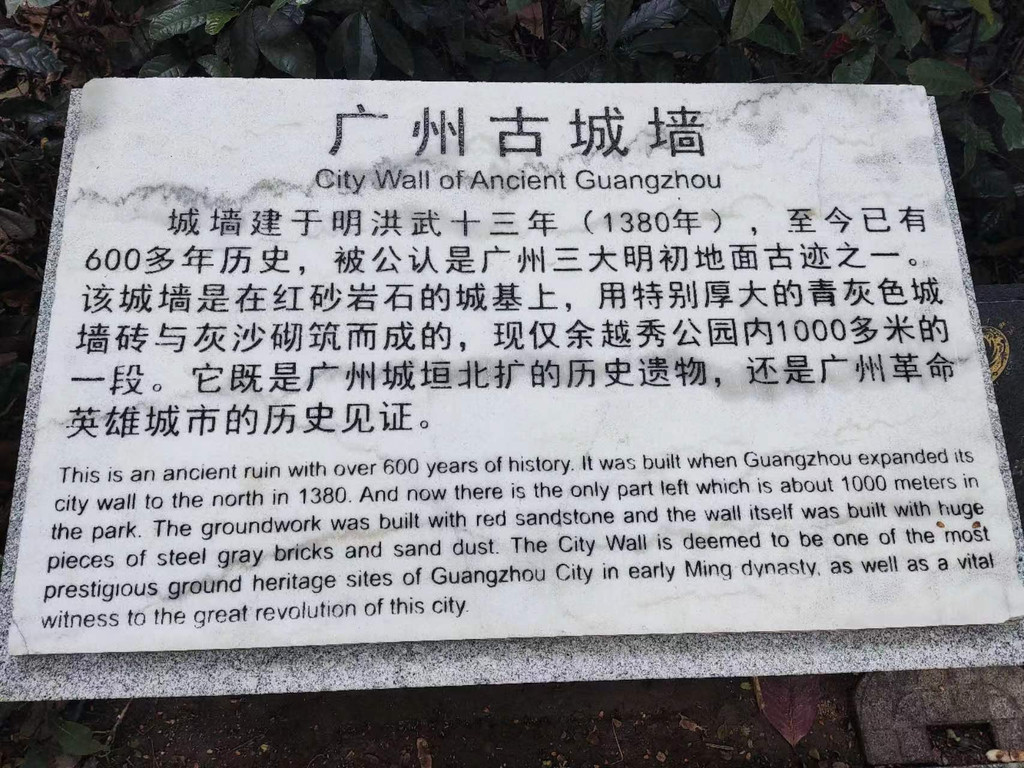 广州古城墙
City Wall of Ancient Guangzhou
城墙建于明洪武十三年（1380年），至今已有
600多年历史，被公认是广州三大明初地面古迹之一。
该城墙是在红砂岩石的城基上，用特别厚大的青灰色城
墙砖与灰沙砌筑而成的，现仅余越秀公园内1000多米的
一段。它既是广州城垣北扩的历史遗物，还是广州革命
英雄城市的历史见证。
This is an ancient ruin with over 600 years of history. It was built when Guangzhou expanded its
city wall to the north in 1380. And now there is the only part left which is about 1000 meters in
the park. The groundwork was built with red sandstone and the wall itself was built with huge
pieces of steel gray bricks and sand dust. The City Wall is deemed to be one of the most
prestigious ground heritage sites of Guangzhou City in early Ming dynasty, as well as a vital
witness to the great revolution of this city.